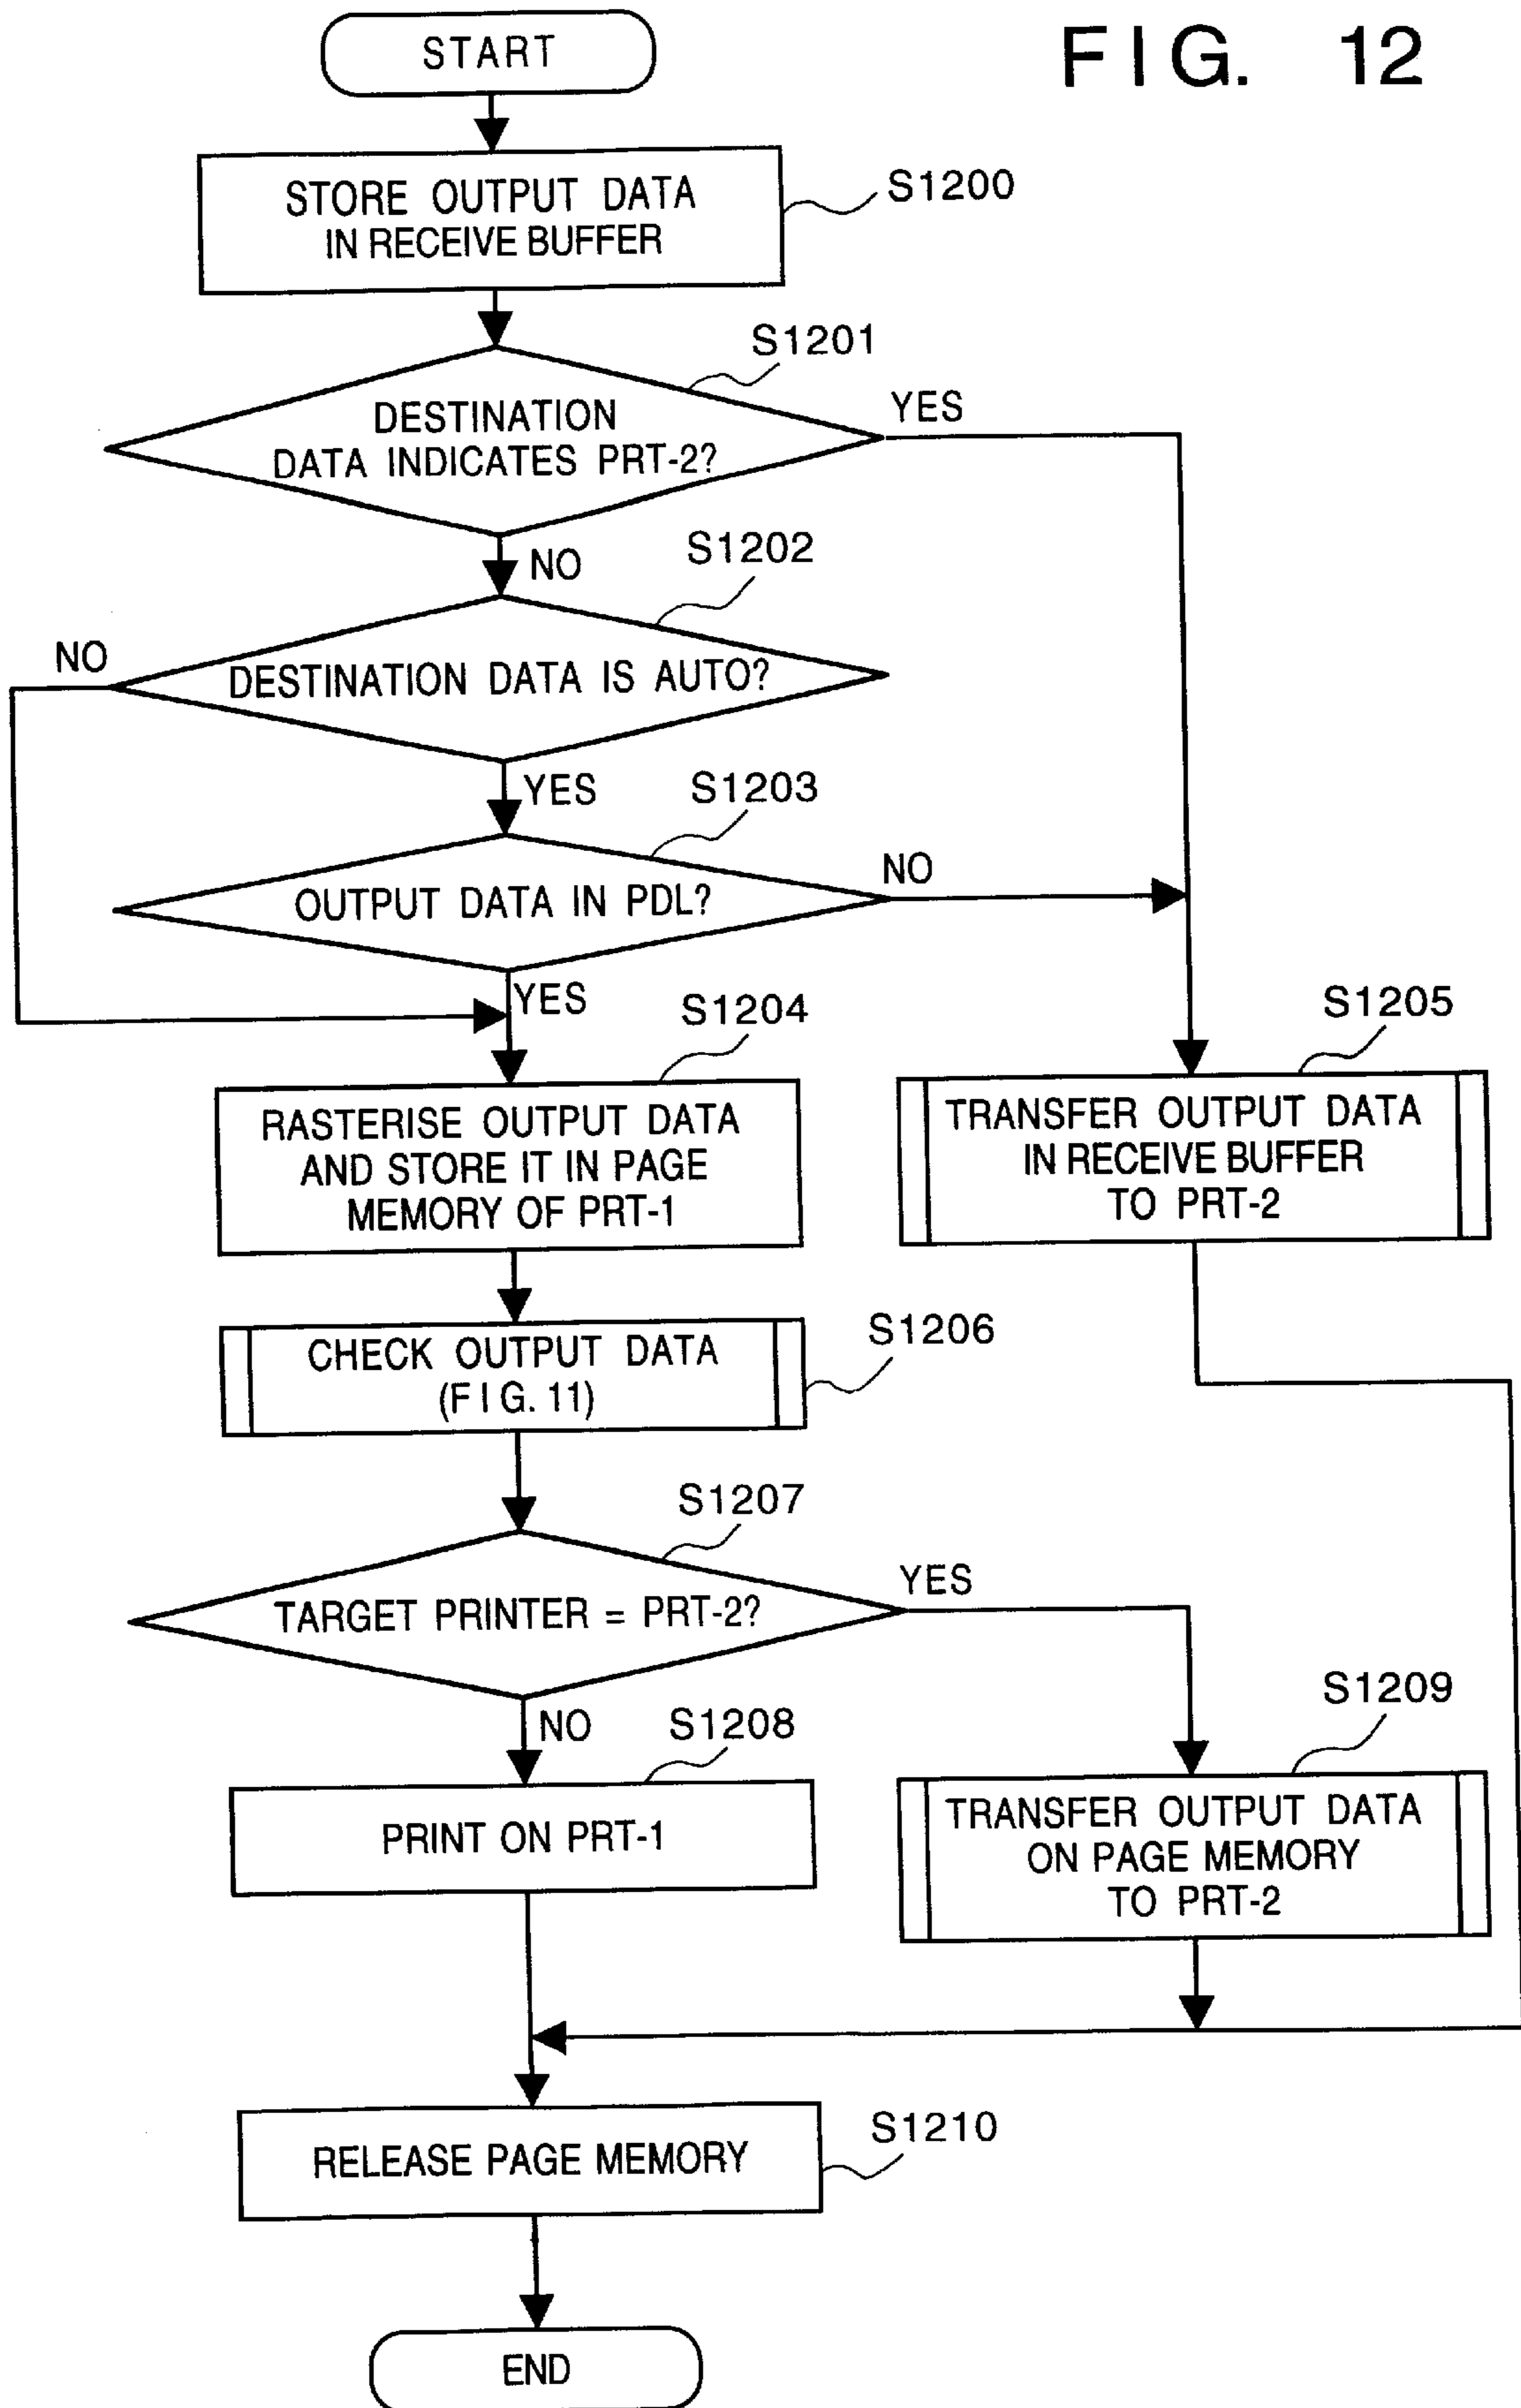 FIG. 12
START
STORE OUTPUT DATA
IN RECEIVE BUFFER
S1200
S1201
DESTINATION
DATA INDICATES PRT-2?
YES
NO
S1202
NO
DESTINATION DATA IS AUTO?
YES
S1203
OUTPUT DATA IN PDL?
NO
YES
S1204
RASTERISE OUTPUT DATA
AND STORE IT IN PAGE
MEMORY OF PRT-1
S1205
TRANSFER OUTPUT DATA
IN RECEIVE BUFFER
TO PRT-2
CHECK OUTPUT DATA
(FIG. 11)
S1206
S1207
TARGET PRINTER = PRT-2?
YES
NO
S1208
PRINT ON PRT-1
S1209
TRANSFER OUTPUT DATA
ON PAGE MEMORY
TO PRT-2
RELEASE PAGE MEMORY
S1210
END